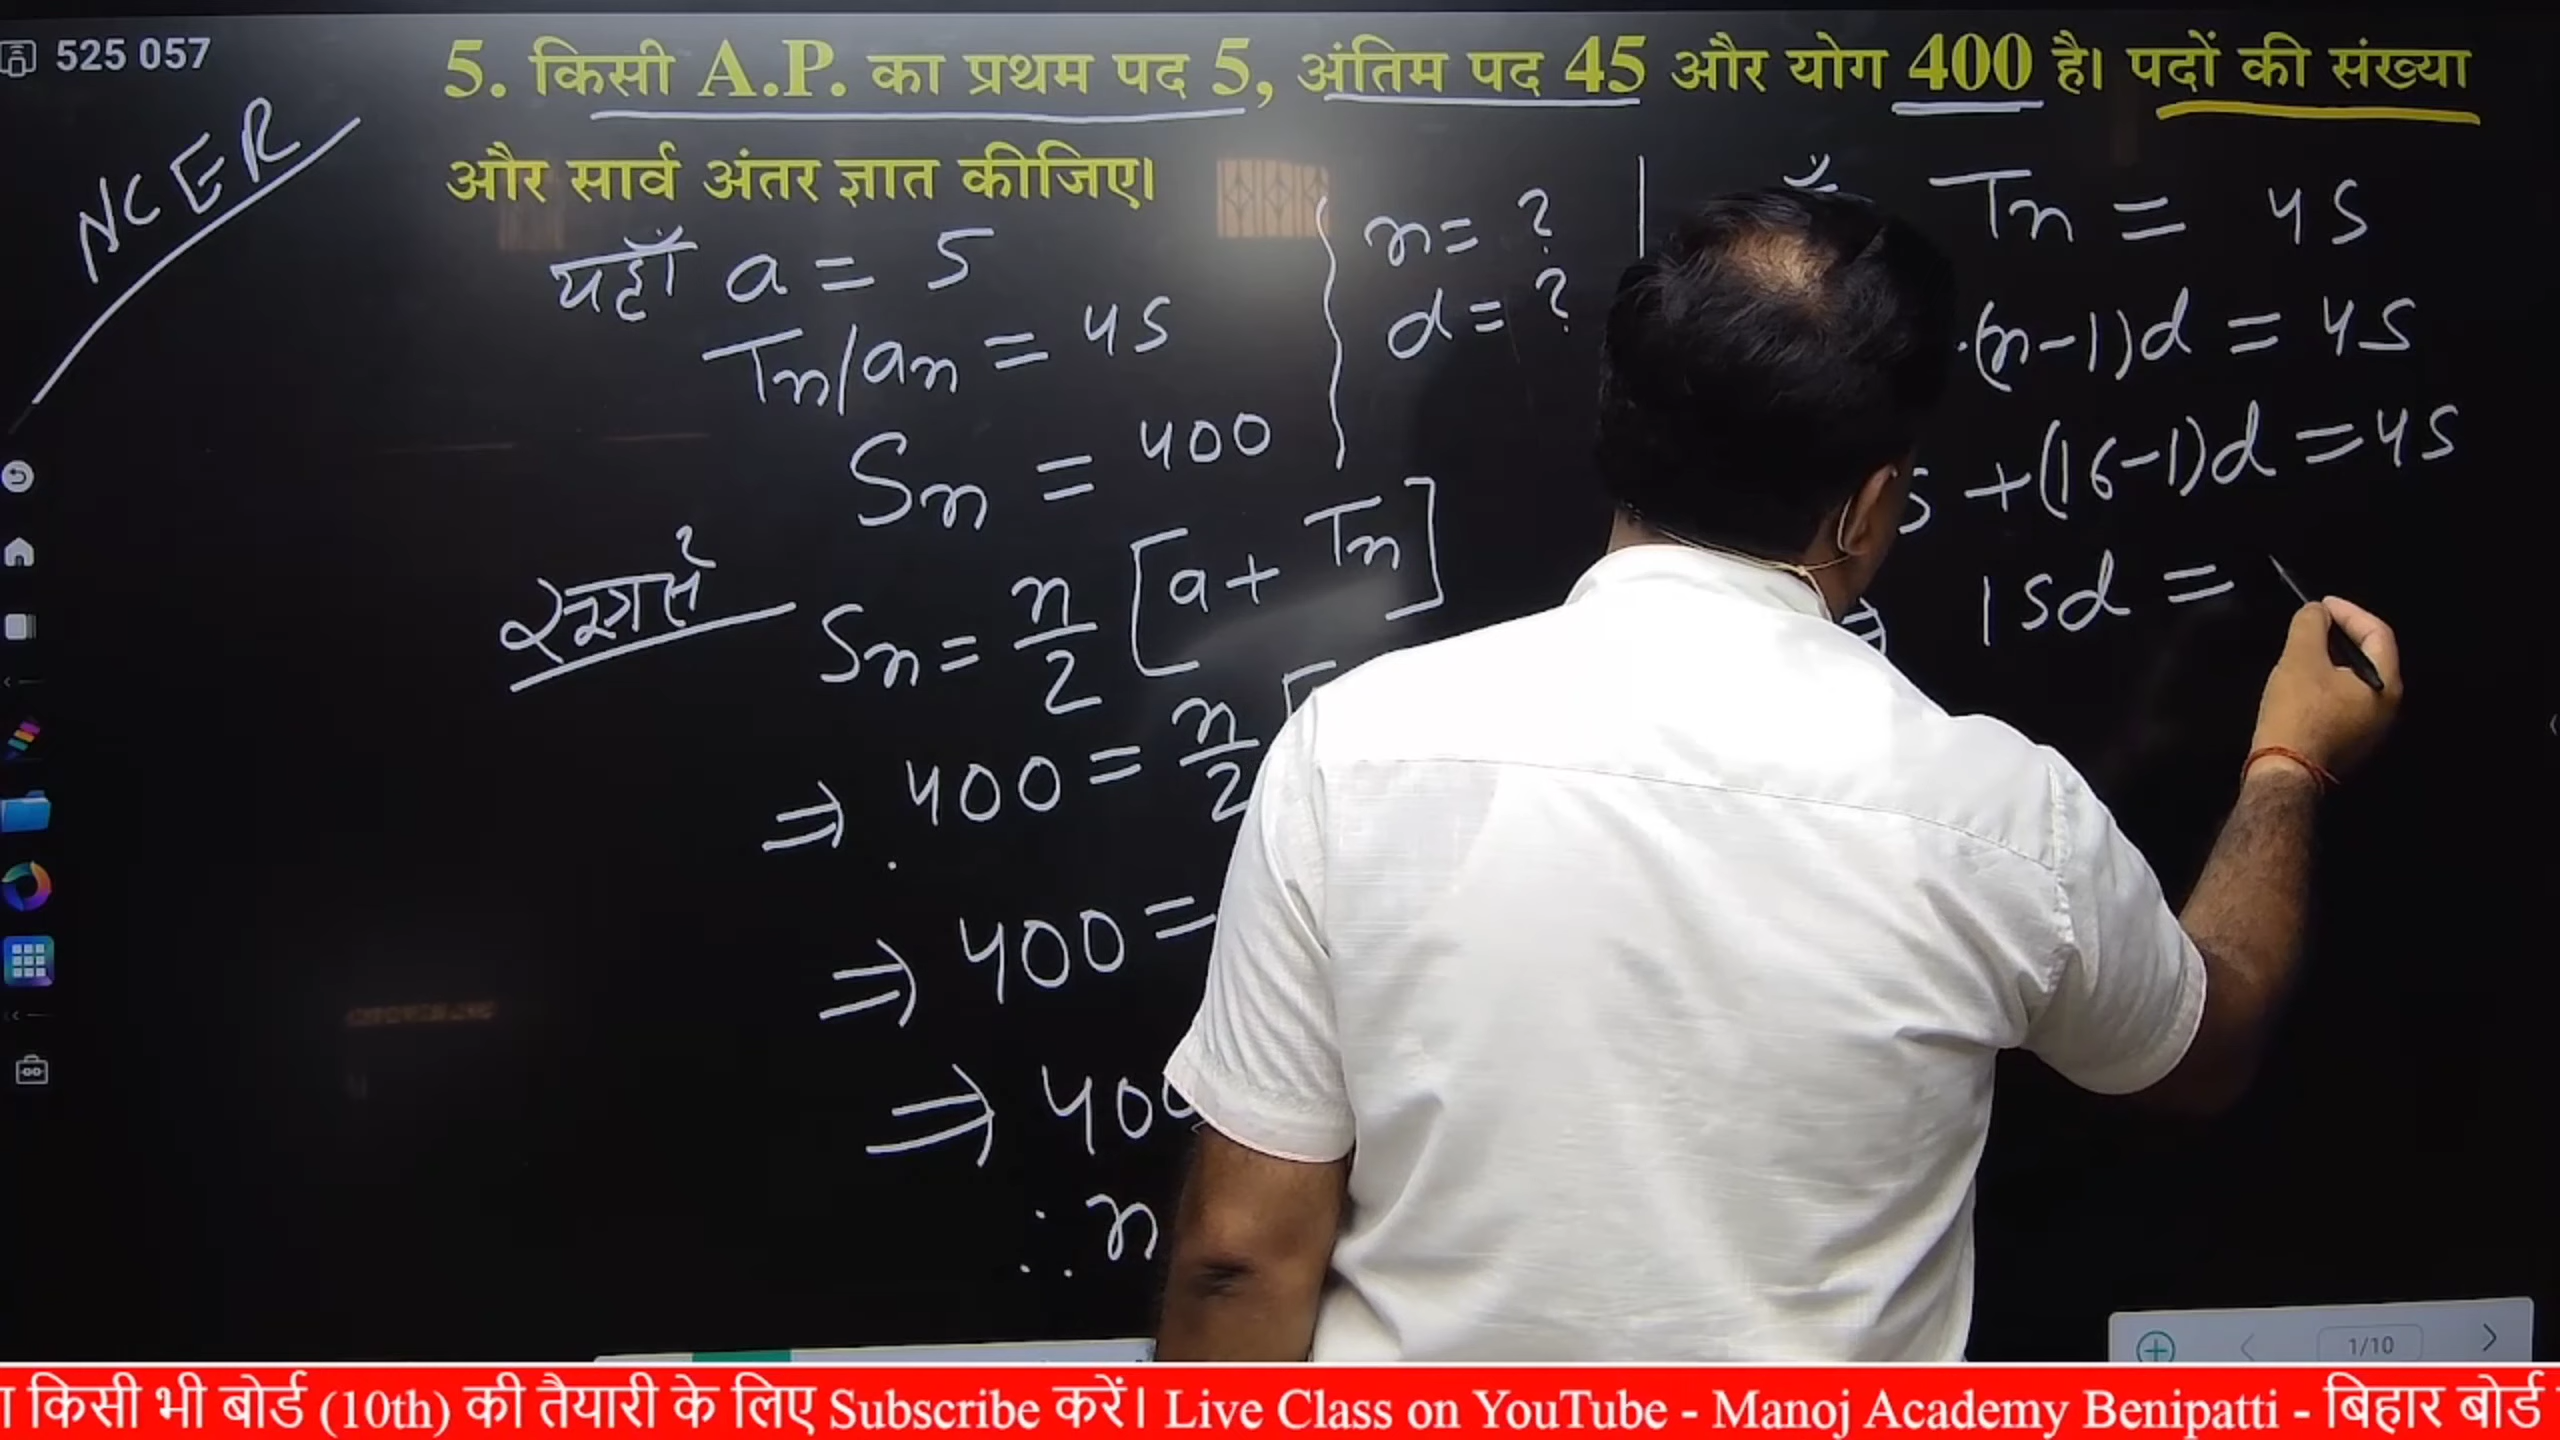 525 057
5. किसी A.P. का प्रथम पद 5, अंतिम पद 45 और योग 400 है। पदों की संख्या
और सार्व अंतर ज्ञात कीजिए।
NCER
यहाँ a = 5
Tn/an = 45
Sn = 400
n = ?
d = ?
सूत्र से Sn = n/2 [a + Tn]
⇒ 400 = n/2 [
⇒ 400 =
⇒ 400
∴ n
Tn = 45
(n-1)d = 45
5 + (16-1)d = 45
⇒ 15d =
1/10
किसी भी बोर्ड (10th) की तैयारी के लिए Subscribe करें। Live Class on YouTube - Manoj Academy Benipatti - बिहार बोर्ड